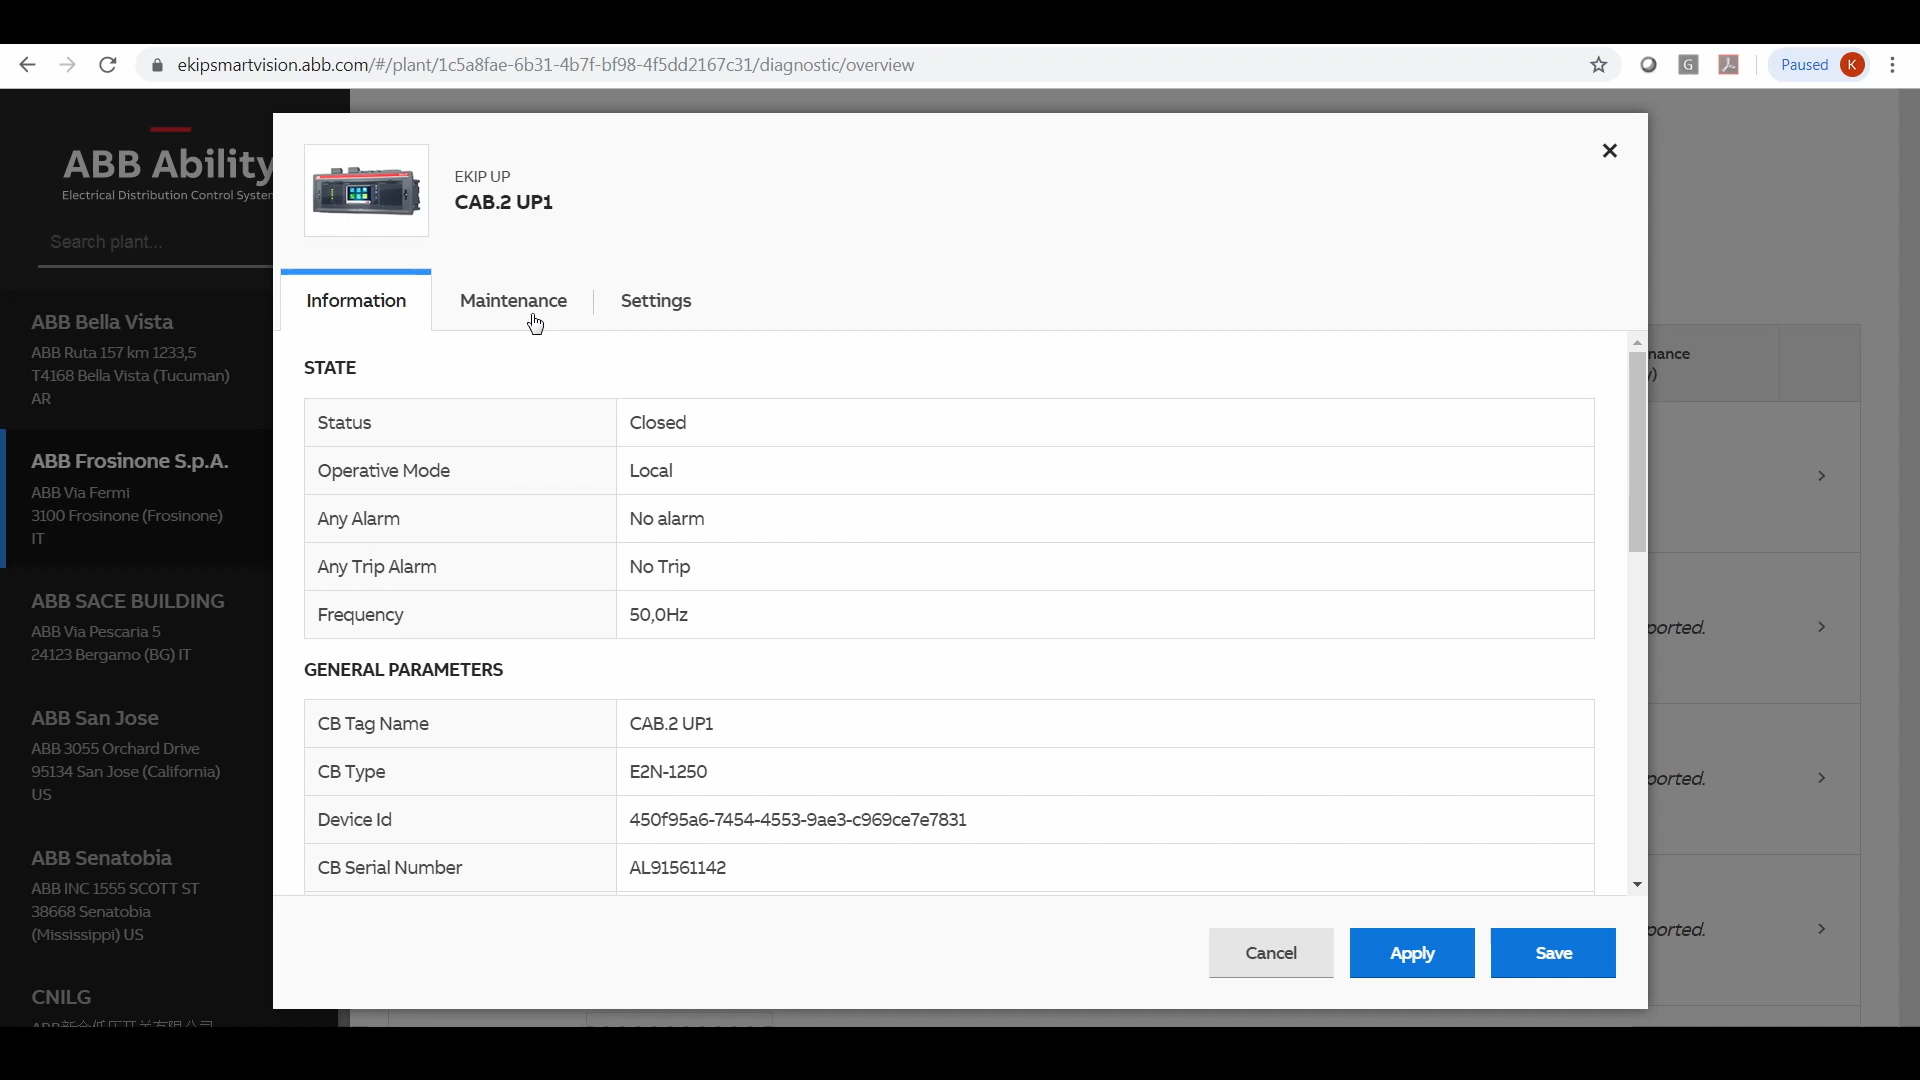 ekipsmartvision.abb.com/#/plant/1c5a8fae-6b31-4b7f-bf98-4f5dd2167c31/diagnostic/overview
G
Paused
K
ABB Ability
Electrical Distribution Control System
Search plant...
ABB Bella Vista
ABB Ruta 157 km 1233,5
T4168 Bella Vista (Tucuman)
AR
ABB Frosinone S.p.A.
ABB Via Fermi
3100 Frosinone (Frosinone)
IT
ABB SACE BUILDING
ABB Via Pescaria 5
24123 Bergamo (BG) IT
ABB San Jose
ABB 3055 Orchard Drive
95134 San Jose (California)
US
ABB Senatobia
ABB INC 1555 SCOTT ST
38668 Senatobia
(Mississippi) US
CNILG
EKIP UP
CAB.2 UP1
Information
Maintenance
Settings
STATE
Status Closed
Operative Mode Local
Any Alarm No alarm
Any Trip Alarm No Trip
Frequency 50,0Hz
GENERAL PARAMETERS
CB Tag Name CAB.2 UP1
CB Type E2N-1250
Device Id 450f95a6-7454-4553-9ae3-c969ce7e7831
CB Serial Number AL91561142
Cancel
Apply
Save
nance
ported.
ported.
ported.